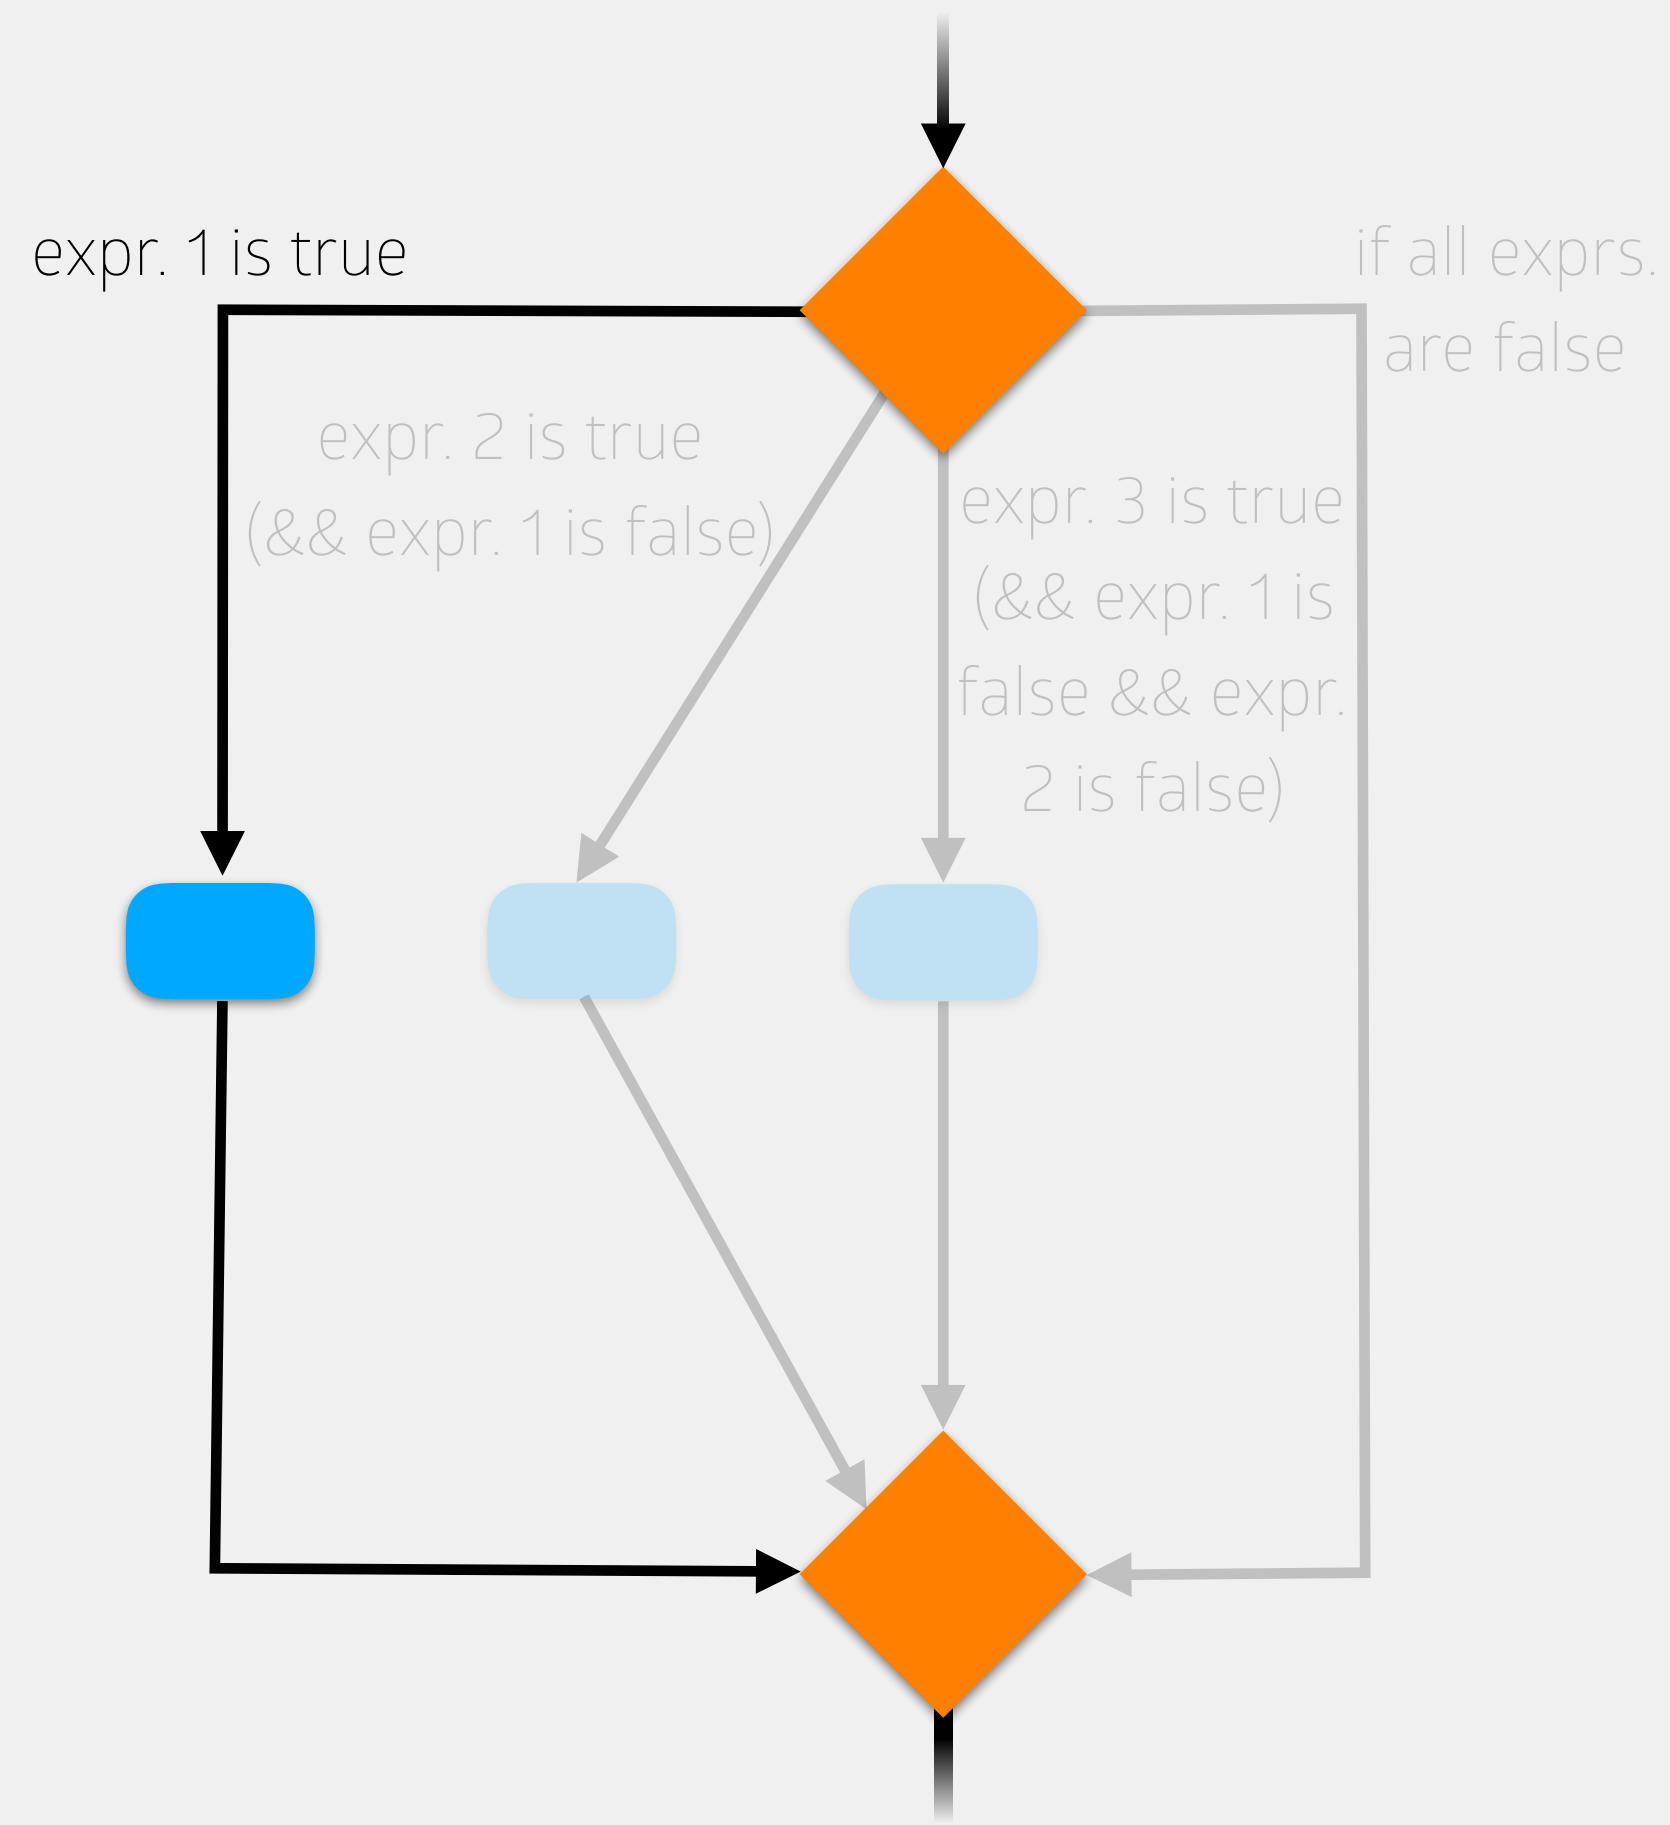 expr. 1 is true
if all exprs.
are false
expr. 2 is true
(&& expr. 1 is false)
expr. 3 is true
(&& expr. 1 is
false && expr.
2 is false)